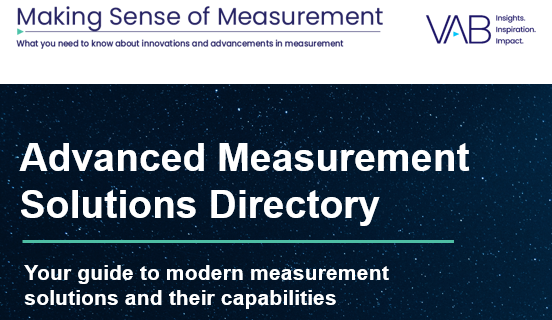 Making Sense of Measurement
What you need to know about innovations and advancements in measurement
VAB
Insights.
Inspiration.
Impact.
Advanced Measurement
Solutions Directory
Your guide to modern measurement
solutions and their capabilities